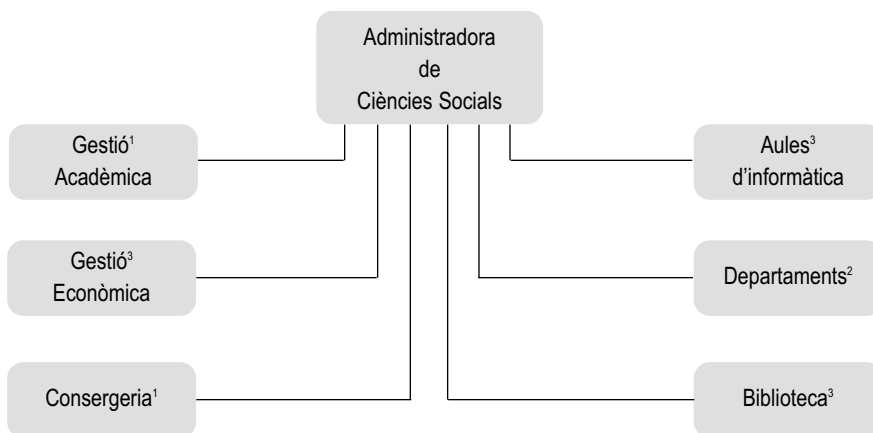 Administradora
de
Ciències Socials
Gestió¹
Acadèmica
Aules³
d’informàtica
Gestió³
Econòmica
Departaments²
Consergeria¹
Biblioteca³